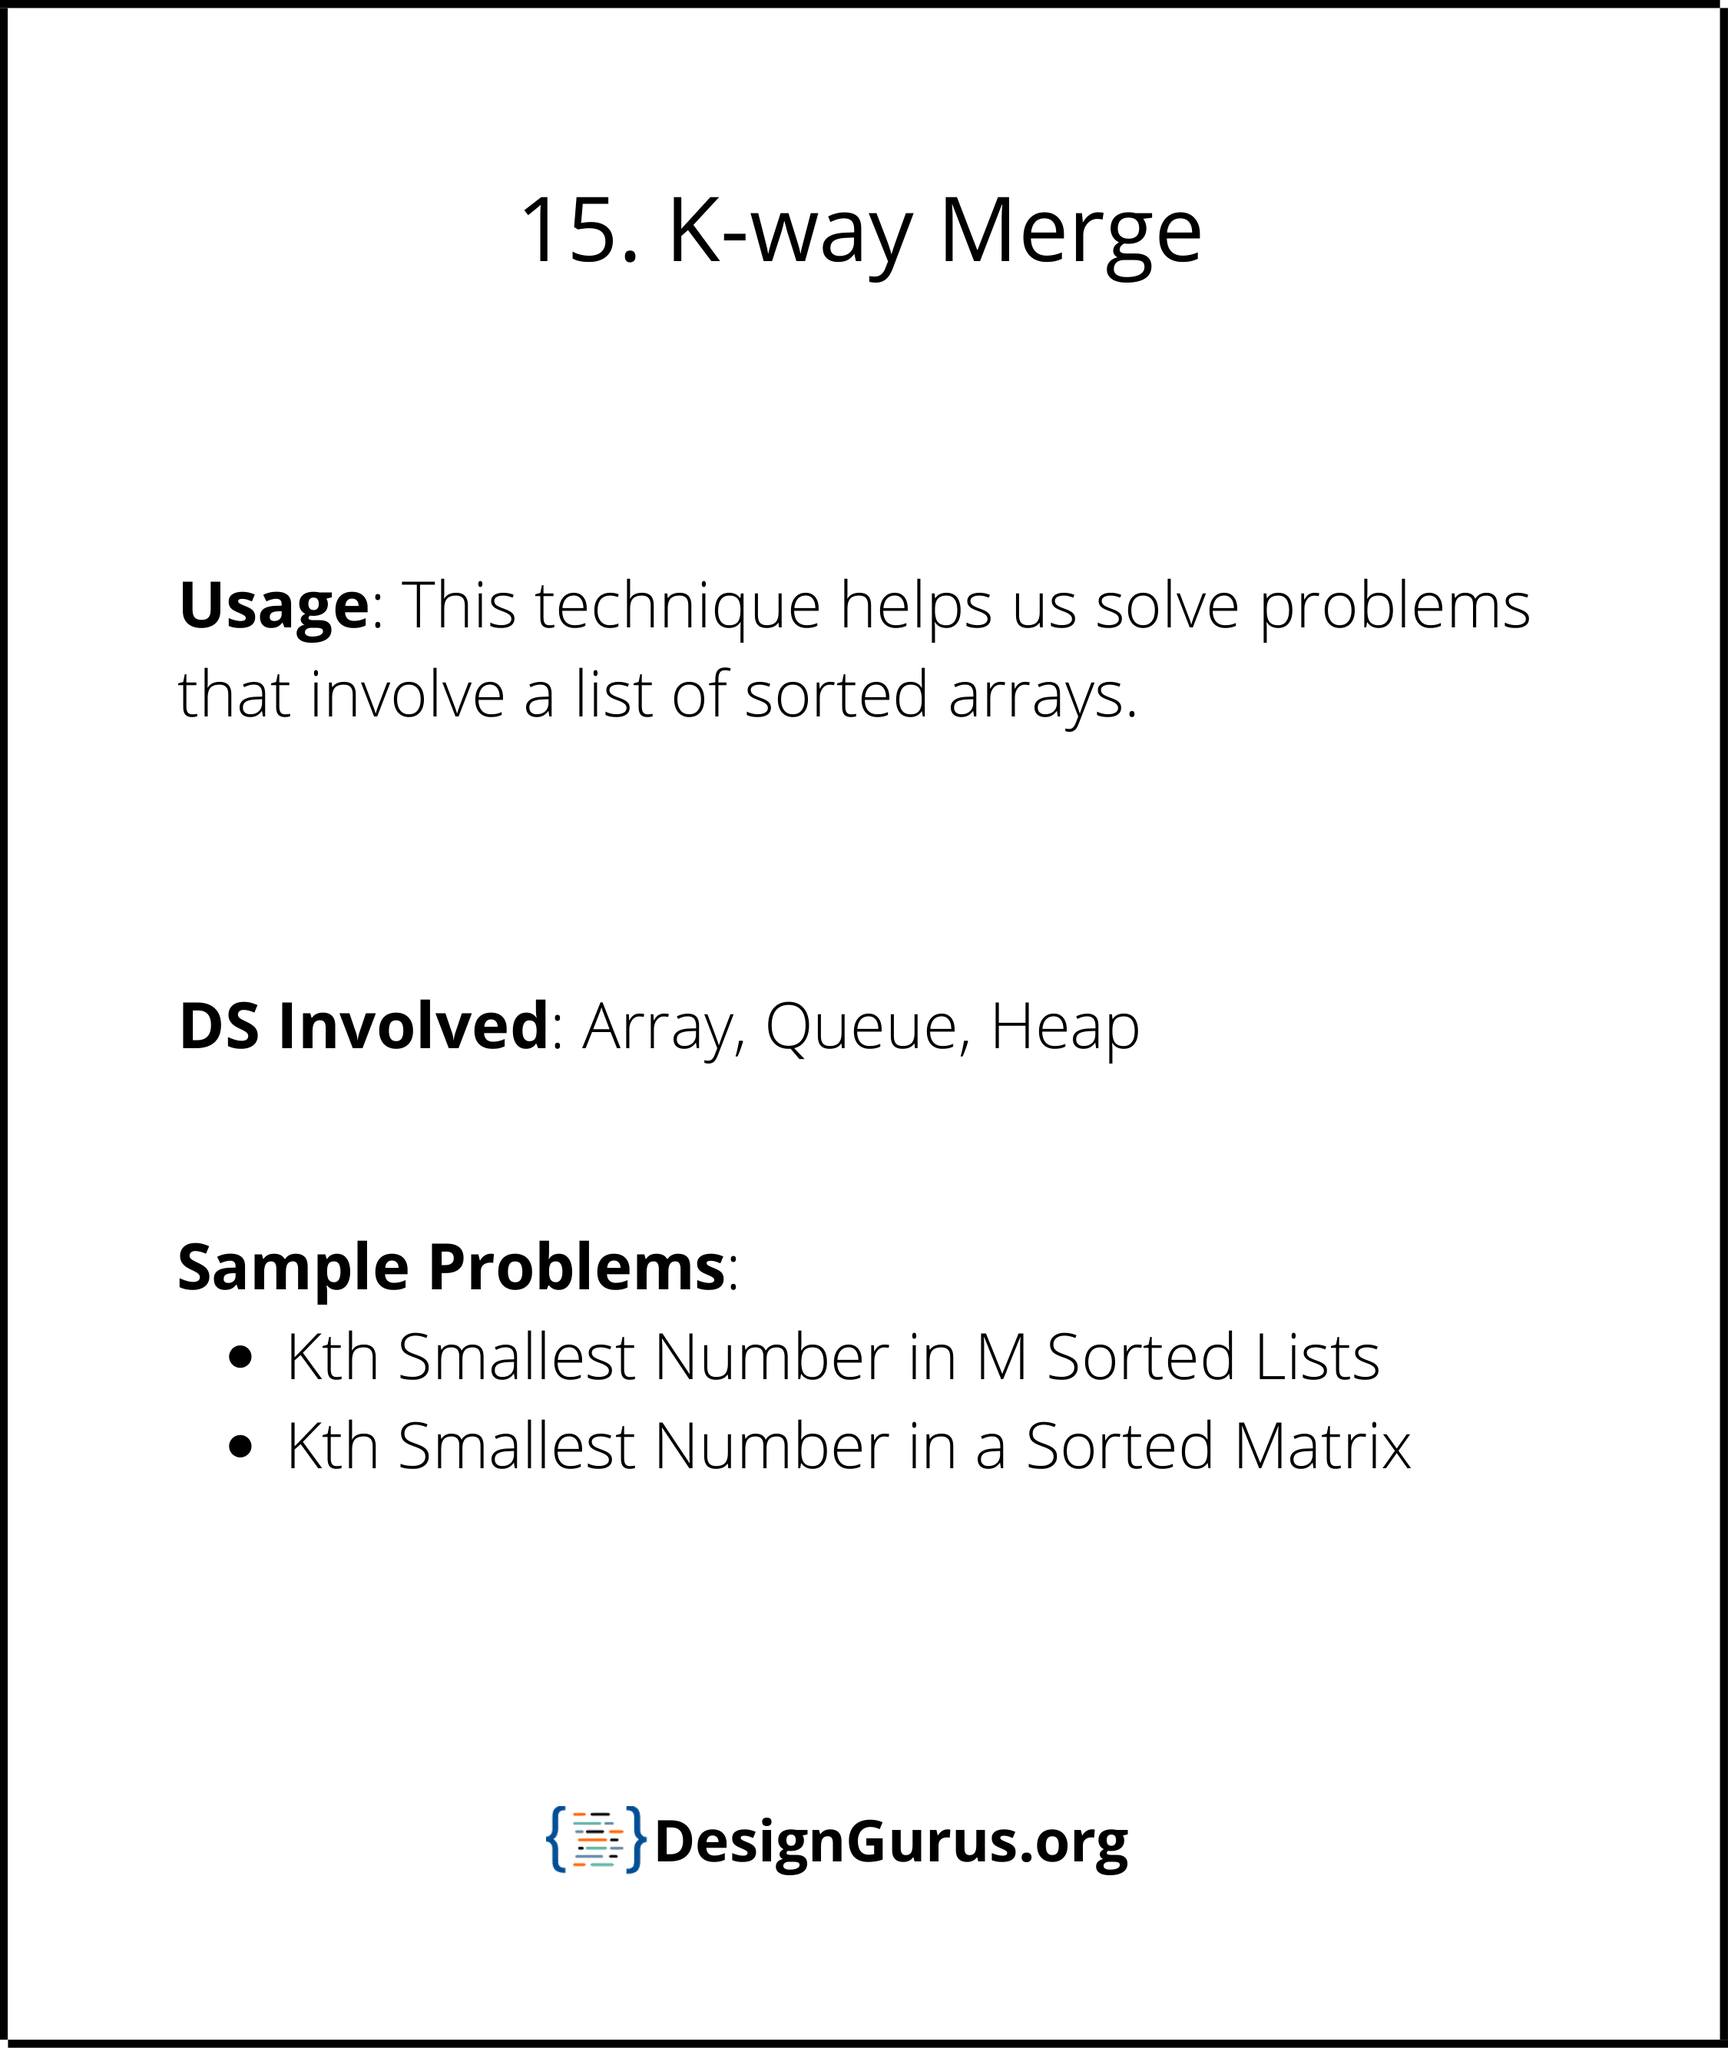 15. K-way Merge
Usage: This technique helps us solve problems
that involve a list of sorted arrays.
DS Involved: Array, Queue, Heap
Sample Problems:
• Kth Smallest Number in M Sorted Lists
• Kth Smallest Number in a Sorted Matrix
DesignGurus.org